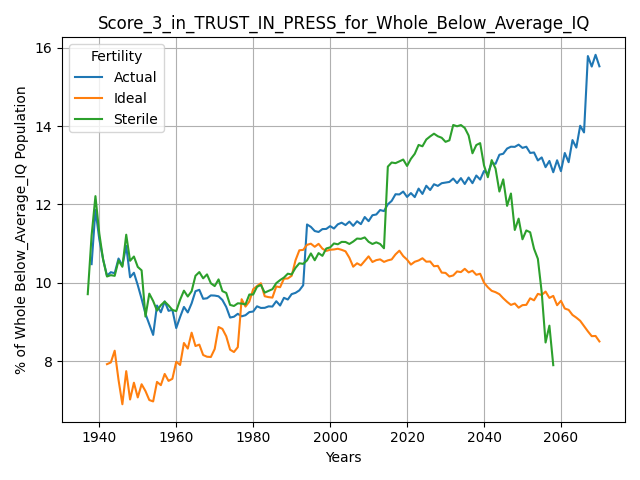 Score_3_in_TRUST_IN_PRESS_for_Whole_Below_Average_IQ
Fertility
Actual
Ideal
Sterile
% of Whole Below_Average_IQ Population
16
14
12
10
8
1940
1960
1980
2000
2020
2040
2060
Years